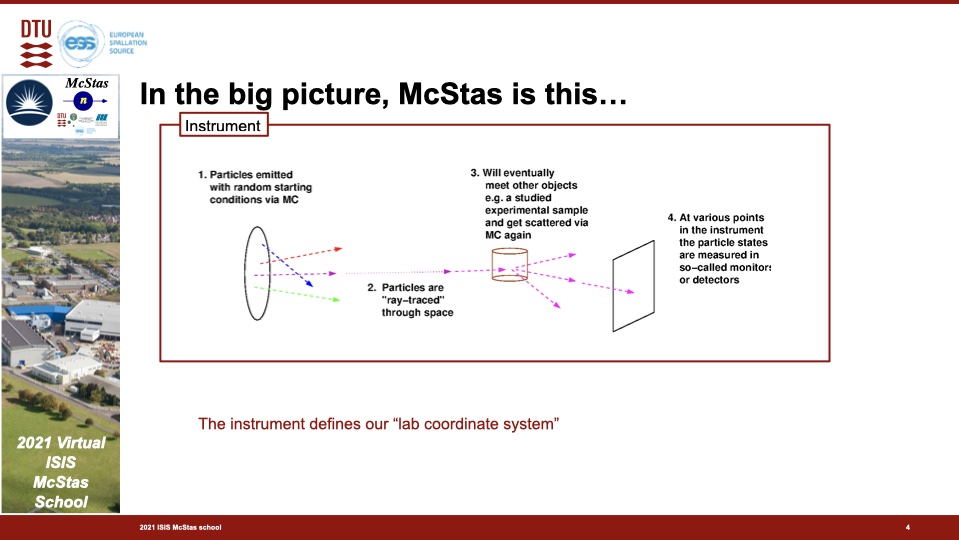 DTU
ess
EUROPEAN
SPALLATION
SOURCE
McStas
n
In the big picture, McStas is this…
Instrument
1. Particles emitted
with random starting
conditions via MC
2. Particles are
"ray–traced"
through space
3. Will eventually
meet other objects
e.g. a studied
experimental sample
and get scattered via
MC again
4. At various points
in the instrument
the particle states
are measured in
so–called monitors
or detectors
The instrument defines our “lab coordinate system”
2021 Virtual
ISIS
McStas
School
2021 ISIS McStas school
4